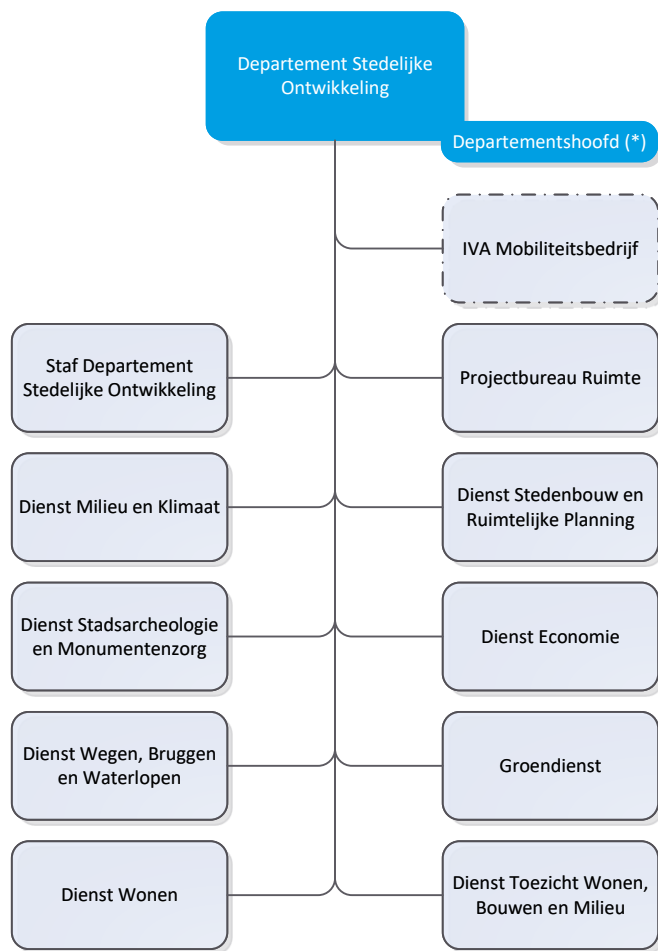 Departement Stedelijke
Ontwikkeling
Departementshoofd (*)
IVA Mobiliteitsbedrijf
Staf Departement
Stedelijke Ontwikkeling
Projectbureau Ruimte
Dienst Milieu en Klimaat
Dienst Stedenbouw en
Ruimtelijke Planning
Dienst Stadsarcheologie
en Monumentenzorg
Dienst Economie
Dienst Wegen, Bruggen
en Waterlopen
Groendienst
Dienst Wonen
Dienst Toezicht Wonen,
Bouwen en Milieu